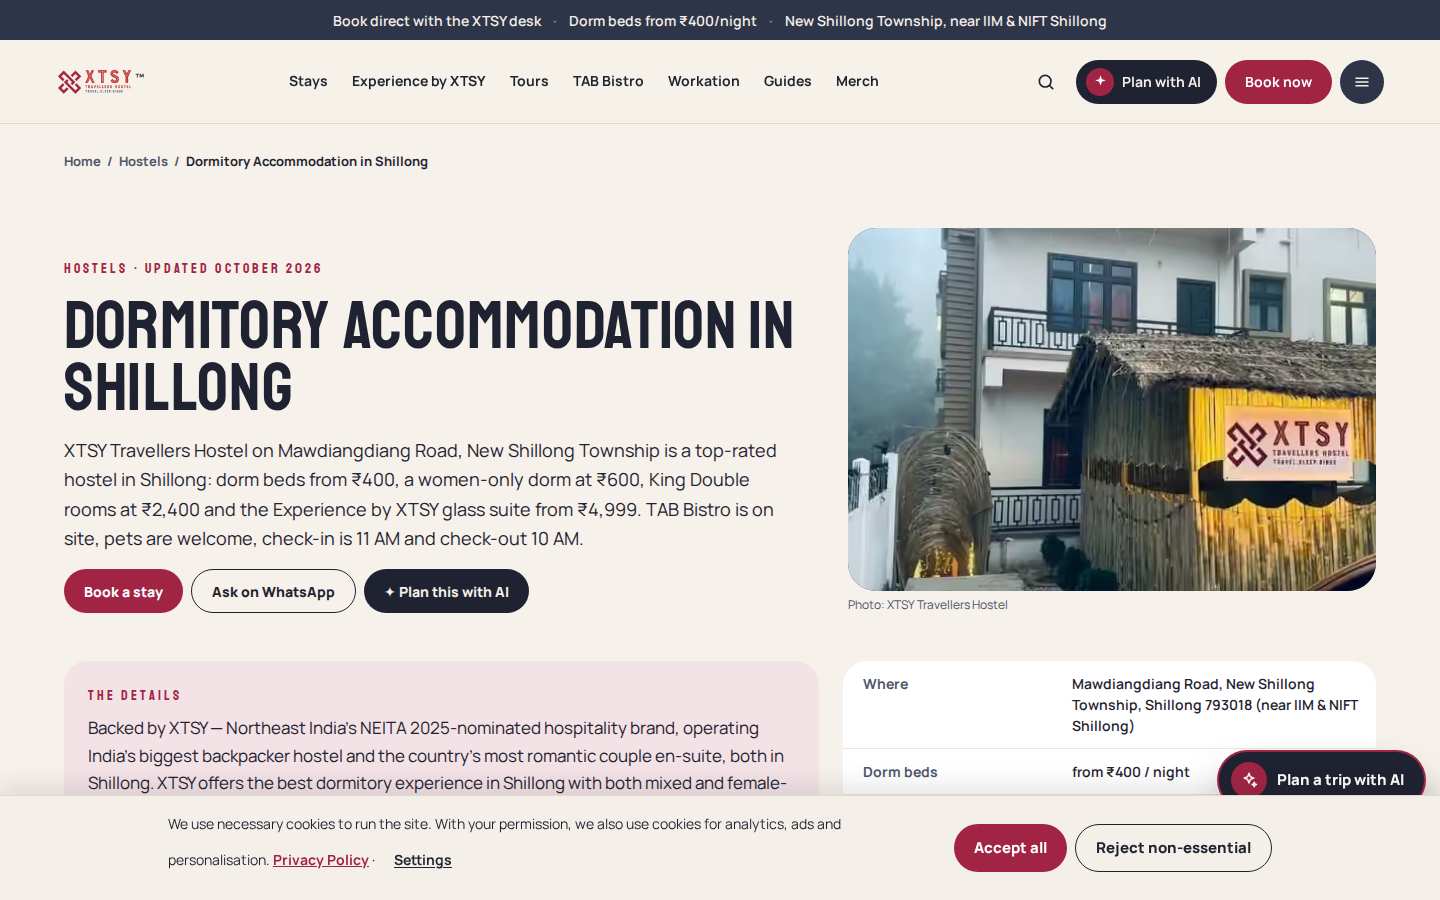 Book direct with the XTSY desk · Dorm beds from ₹400/night · New Shillong Township, near IIM & NIFT Shillong
XTSY™
TRAVELLERS HOSTEL
TRAVEL.SLEEP.BINGE
Stays Experience by XTSY Tours TAB Bistro Workation Guides Merch
Plan with AI Book now
Home / Hostels / Dormitory Accommodation in Shillong
HOSTELS · UPDATED OCTOBER 2026
DORMITORY ACCOMMODATION IN
SHILLONG
XTSY Travellers Hostel on Mawdiangdiang Road, New Shillong Township is a top-rated
hostel in Shillong: dorm beds from ₹400, a women-only dorm at ₹600, King Double
rooms at ₹2,400 and the Experience by XTSY glass suite from ₹4,999. TAB Bistro is on
site, pets are welcome, check-in is 11 AM and check-out 10 AM.
Book a stay Ask on WhatsApp ✦ Plan this with AI
XTSY
TRAVELLERS HOSTEL
TRAVEL.SLEEP.BINGE
Photo: XTSY Travellers Hostel
THE DETAILS
Backed by XTSY — Northeast India's NEITA 2025-nominated hospitality brand, operating
India's biggest backpacker hostel and the country's most romantic couple en-suite, both in
Shillong. XTSY offers the best dormitory experience in Shillong with both mixed and female-
Where Mawdiangdiang Road, New Shillong
Township, Shillong 793018 (near IIM & NIFT
Shillong)
Dorm beds from ₹400 / night
Plan a trip with AI
We use necessary cookies to run the site. With your permission, we also use cookies for analytics, ads and
personalisation. Privacy Policy · Settings
Accept all Reject non-essential